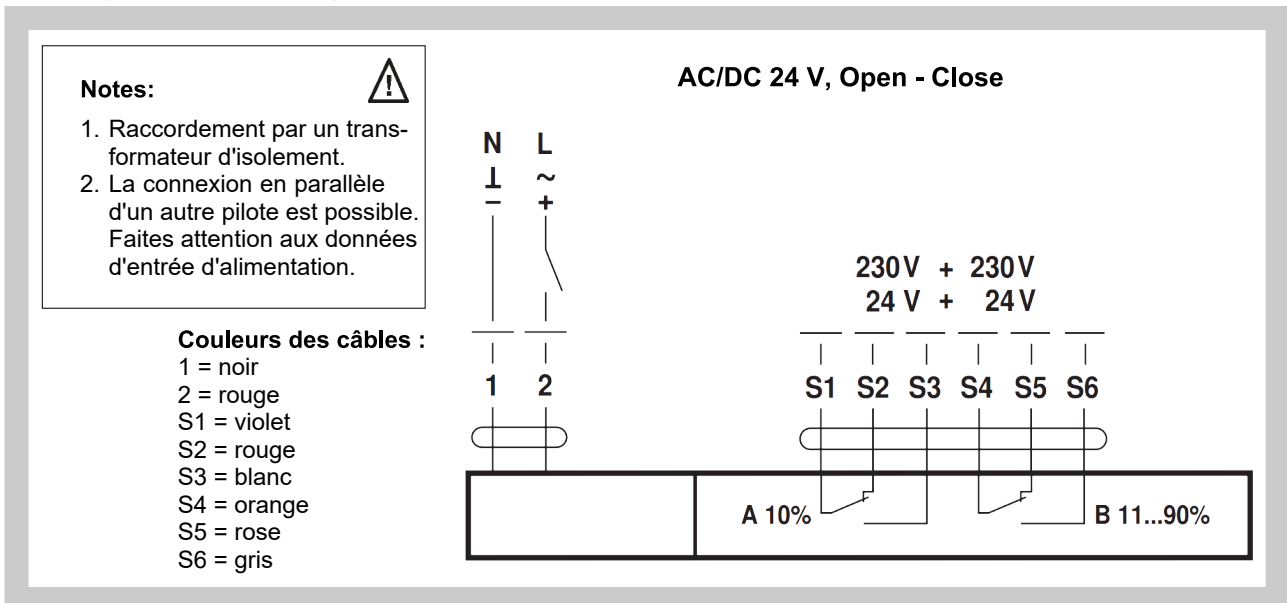 Notes:
1. Raccordement par un trans-
formateur d'isolement.
2. La connexion en parallèle
d'un autre pilote est possible.
Faites attention aux données
d'entrée d'alimentation.
Couleurs des câbles :
1 = noir
2 = rouge
S1 = violet
S2 = rouge
S3 = blanc
S4 = orange
S5 = rose
S6 = gris
AC/DC 24 V, Open - Close
N L
⊥ ~
− +
1 2
230 V + 230 V
24 V + 24 V
S1 S2 S3 S4 S5 S6
A 10% B 11...90%